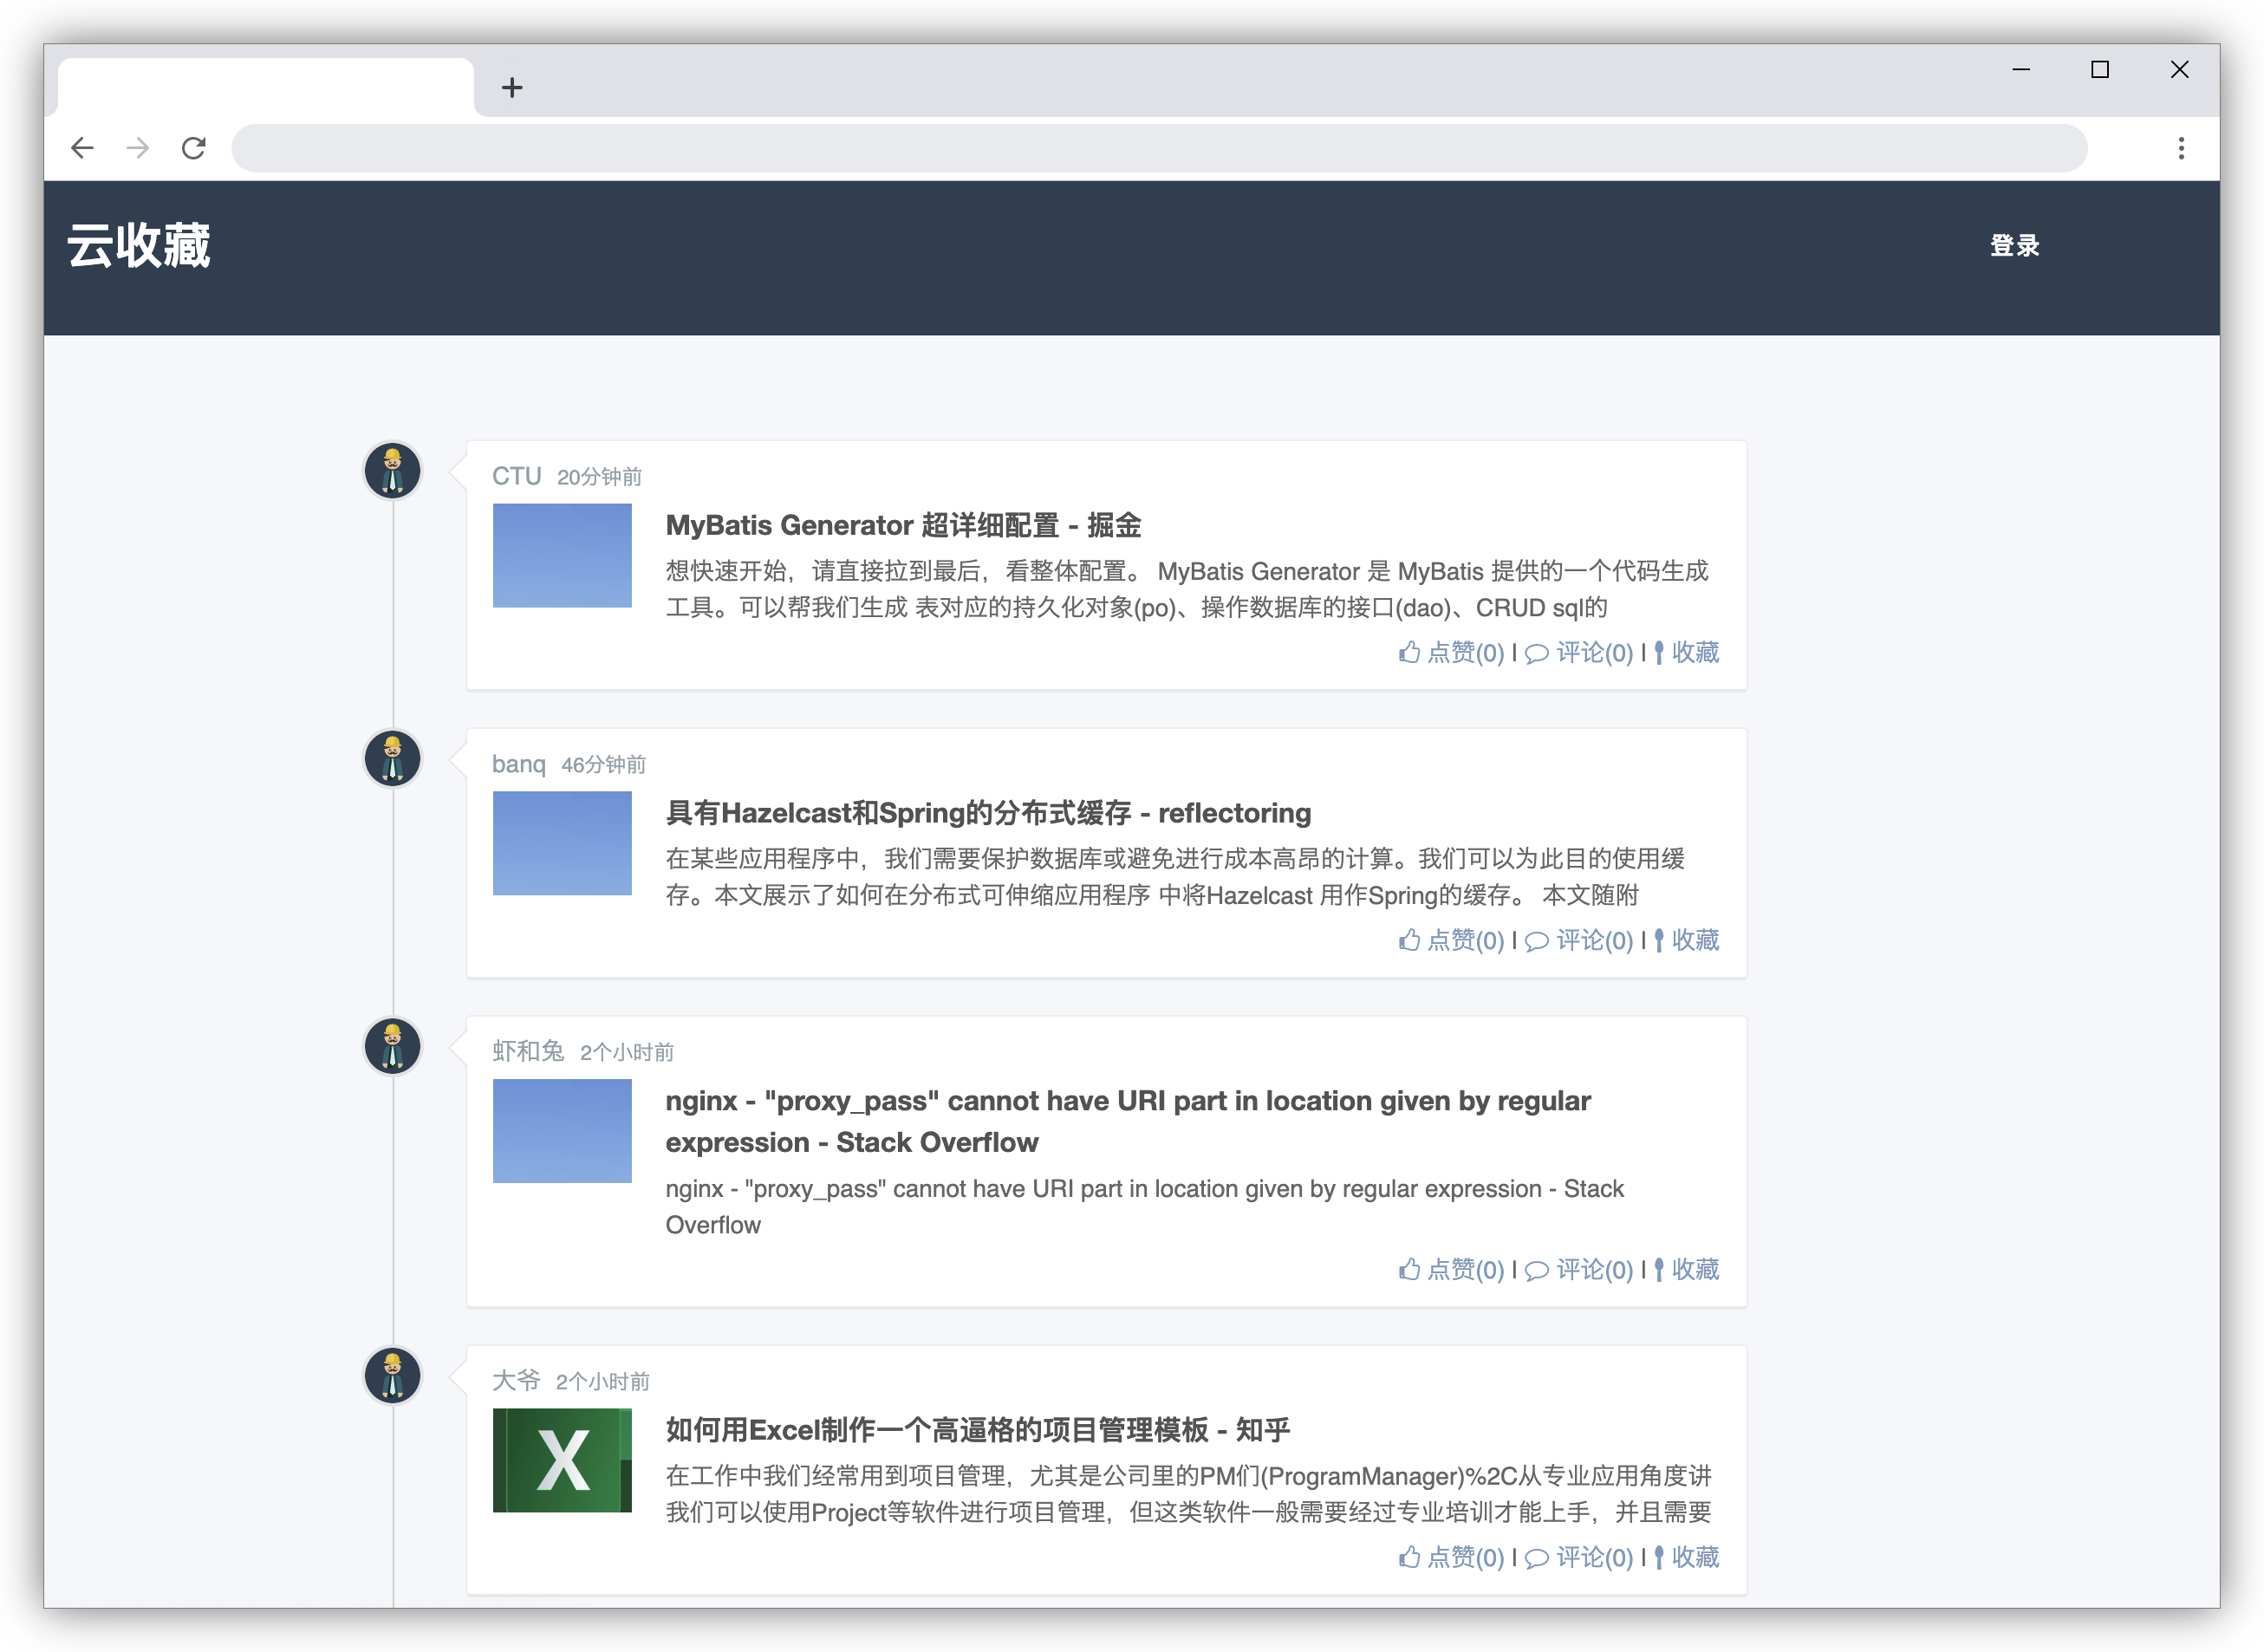 云收藏
登录
CTU 20分钟前
MyBatis Generator 超详细配置 - 掘金
想快速开始，请直接拉到最后，看整体配置。 MyBatis Generator 是 MyBatis 提供的一个代码生成
工具。可以帮我们生成 表对应的持久化对象(po)、操作数据库的接口(dao)、CRUD sql的
点赞(0) | 评论(0) | 收藏
banq 46分钟前
具有Hazelcast和Spring的分布式缓存 - reflectoring
在某些应用程序中，我们需要保护数据库或避免进行成本高昂的计算。我们可以为此目的使用缓
存。本文展示了如何在分布式可伸缩应用程序 中将Hazelcast 用作Spring的缓存。 本文随附
点赞(0) | 评论(0) | 收藏
虾和兔 2个小时前
nginx - "proxy_pass" cannot have URI part in location given by regular
expression - Stack Overflow
nginx - "proxy_pass" cannot have URI part in location given by regular expression - Stack
Overflow
点赞(0) | 评论(0) | 收藏
大爷 2个小时前
X
如何用Excel制作一个高逼格的项目管理模板 - 知乎
在工作中我们经常用到项目管理，尤其是公司里的PM们(ProgramManager)%2C从专业应用角度讲
我们可以使用Project等软件进行项目管理，但这类软件一般需要经过专业培训才能上手，并且需要
点赞(0) | 评论(0) | 收藏